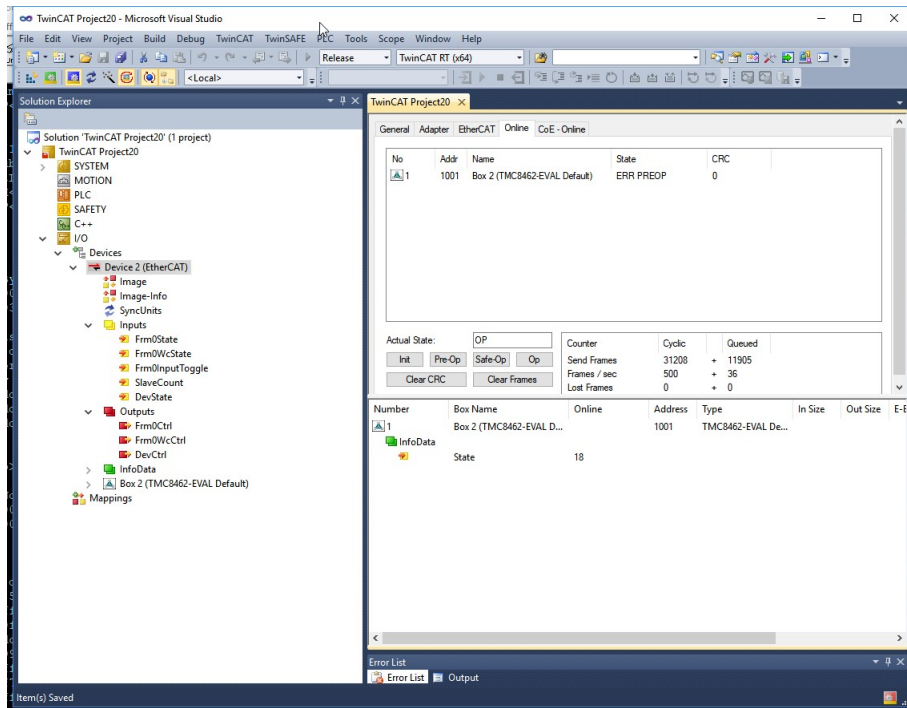 TwinCAT Project20 - Microsoft Visual Studio
File Edit View Project Build Debug TwinCAT TwinSAFE PLC Tools Scope Window Help
Release TwinCAT RT (x64)
<Local>
Solution Explorer
TwinCAT Project20
Solution 'TwinCAT Project20' (1 project)
TwinCAT Project20
SYSTEM
MOTION
PLC
SAFETY
C++
I/O
Devices
Device 2 (EtherCAT)
Image
Image-Info
SyncUnits
Inputs
Frm0State
Frm0WcState
Frm0InputToggle
SlaveCount
DevState
Outputs
Frm0Ctrl
Frm0WcCtrl
DevCtrl
InfoData
Box 2 (TMC8462-EVAL Default)
Mappings
General Adapter EtherCAT Online CoE - Online
No Addr Name State CRC
1 1001 Box 2 (TMC8462-EVAL Default) ERR PREOP 0
Actual State: OP
Init Pre-Op Safe-Op Op
Clear CRC Clear Frames
Counter Cyclic Queued
Send Frames 31208 + 11905
Frames / sec 500 + 36
Lost Frames 0 + 0
Number Box Name Online Address Type In Size Out Size E-B
1 Box 2 (TMC8462-EVAL D... 1001 TMC8462-EVAL De...
InfoData
State 18
Error List
Error List Output
Item(s) Saved